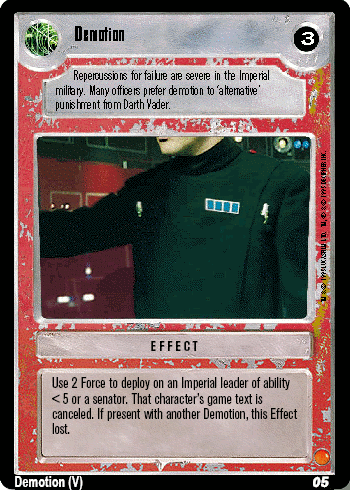 Demotion
3
Repercussions for failure are severe in the Imperial
military. Many officers prefer demotion to 'alternative'
punishment from Darth Vader.
EFFECT
Use 2 Force to deploy on an Imperial leader of ability
< 5 or a senator. That character's game text is
canceled. If present with another Demotion, this Effect
lost.
Demotion (V)
05